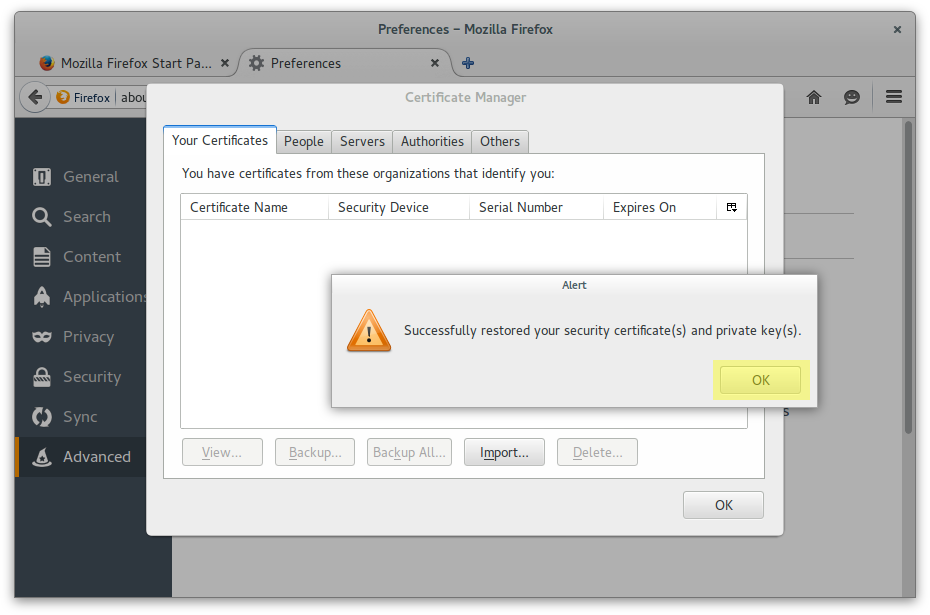 Preferences – Mozilla Firefox
Mozilla Firefox Start Pa...
Preferences
Firefox
abou
Certificate Manager
General
Search
Content
Applications
Privacy
Security
Sync
Advanced
Your Certificates
People
Servers
Authorities
Others
You have certificates from these organizations that identify you:
Certificate Name
Security Device
Serial Number
Expires On
Alert
Successfully restored your security certificate(s) and private key(s).
OK
s
View...
Backup...
Backup All...
Import...
Delete...
OK